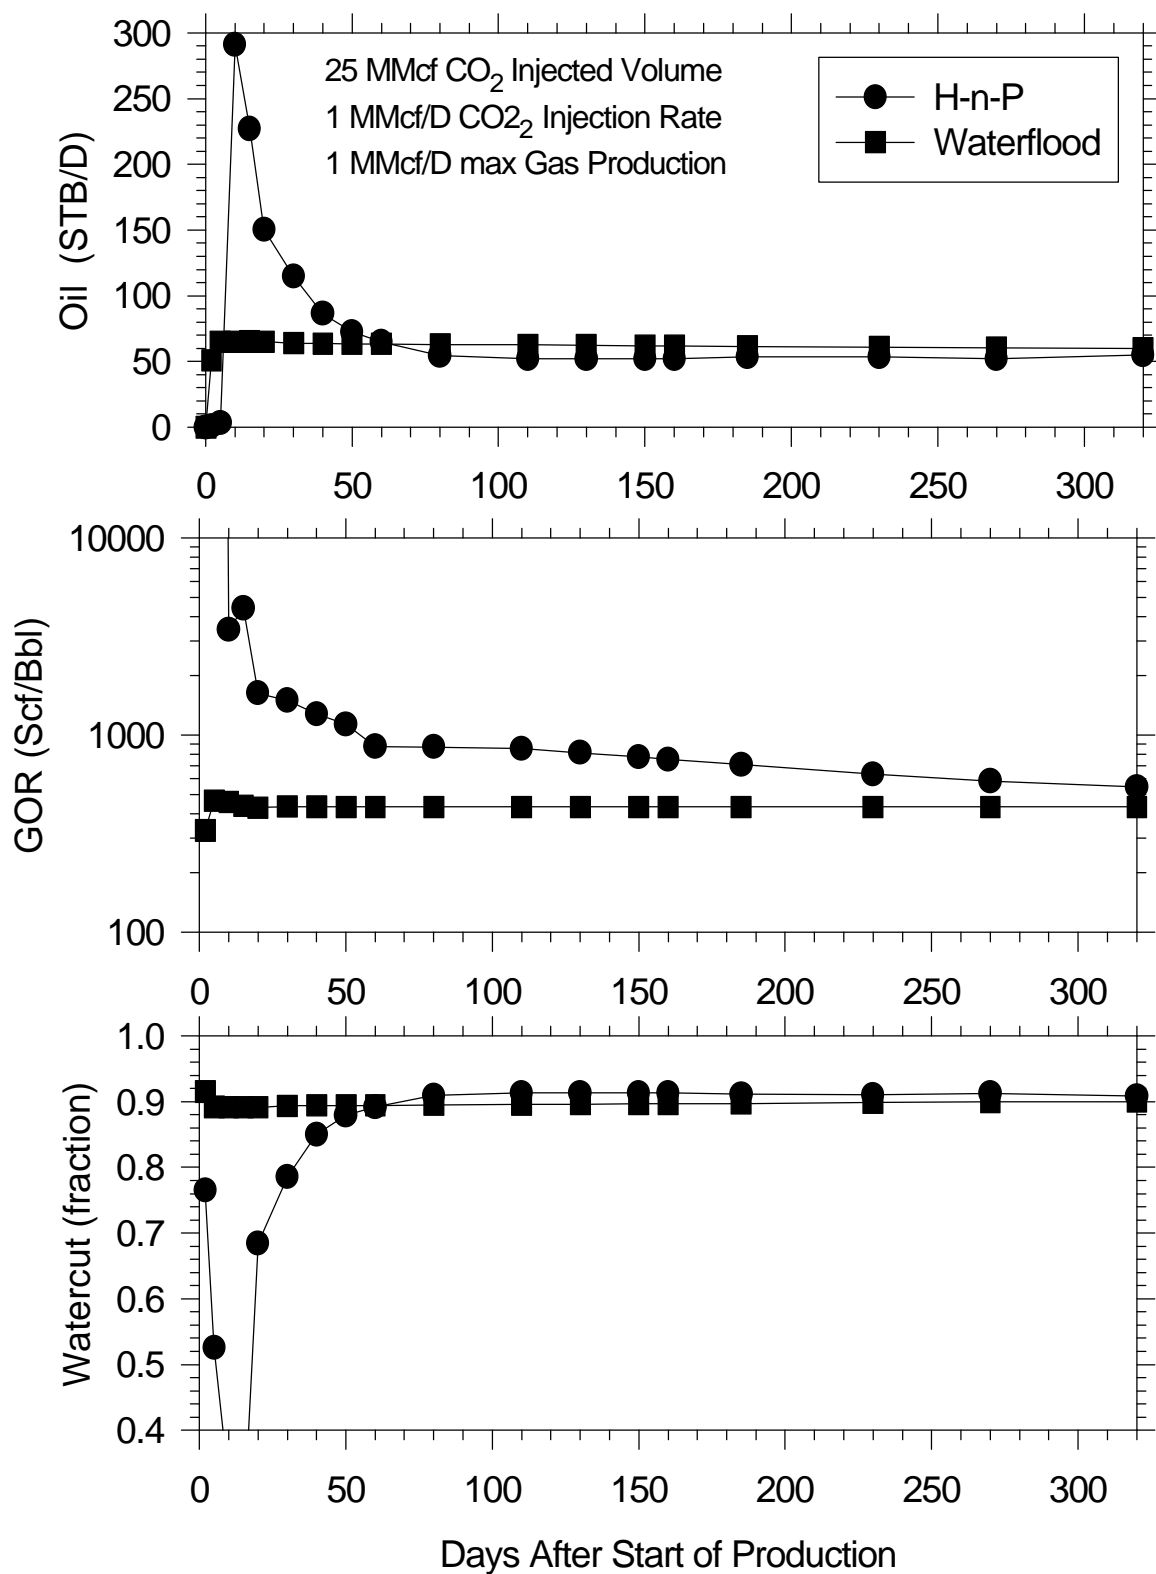 300
250
200
150
100
50
0
Oil (STB/D)
25 MMcf CO2 Injected Volume
1 MMcf/D CO22 Injection Rate
1 MMcf/D max Gas Production
H-n-P
Waterflood
0 50 100 150 200 250 300
10000
1000
100
GOR (Scf/Bbl)
0 50 100 150 200 250 300
1.0
0.9
0.8
0.7
0.6
0.5
0.4
Watercut (fraction)
0 50 100 150 200 250 300
Days After Start of Production